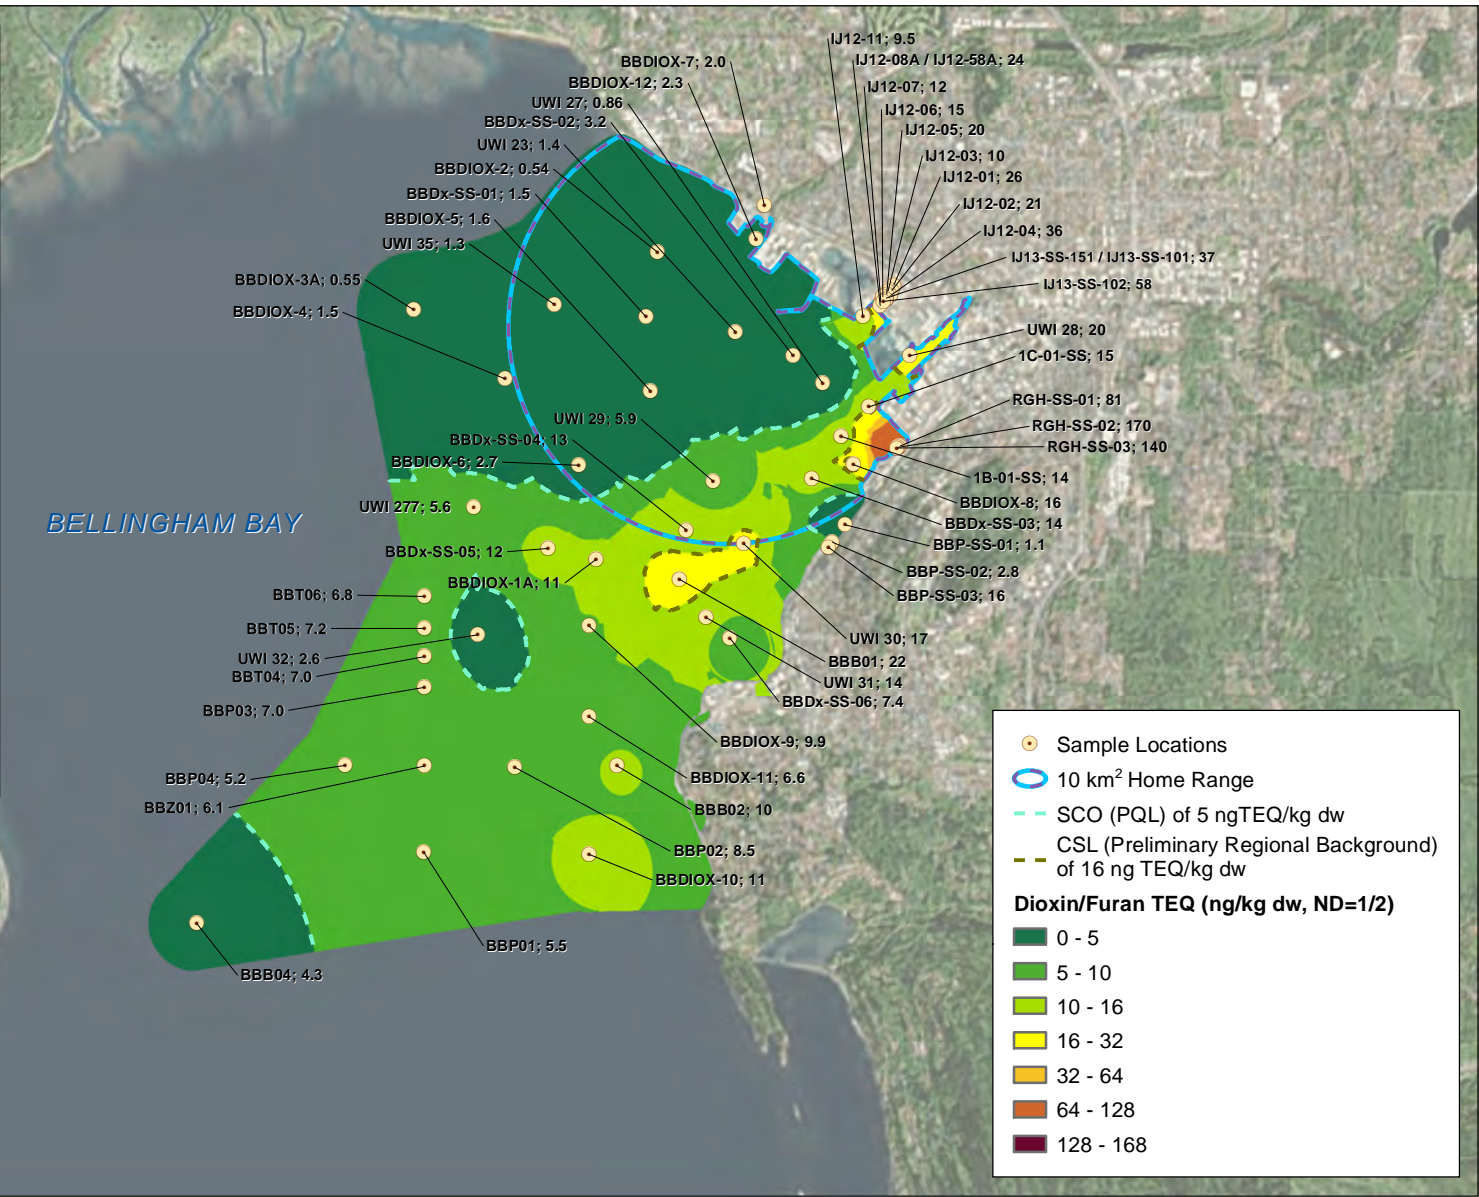 IJ12-11; 9.5
BBDIOX-7; 2.0
IJ12-08A / IJ12-58A; 24
BBDIOX-12; 2.3
IJ12-07; 12
UWI 27; 0.86
IJ12-06; 15
BBDx-SS-02; 3.2
IJ12-05; 20
UWI 23; 1.4
IJ12-03; 10
BBDIOX-2; 0.54
IJ12-01; 26
BBDx-SS-01; 1.5
IJ12-02; 21
BBDIOX-5; 1.6
IJ12-04; 36
UWI 35; 1.3
IJ13-SS-151 / IJ13-SS-101; 37
BBDIOX-3A; 0.55
IJ13-SS-102; 58
BBDIOX-4; 1.5
UWI 28; 20
1C-01-SS; 15
RGH-SS-01; 81
UWI 29; 5.9
RGH-SS-02; 170
BBDx-SS-04; 13
RGH-SS-03; 140
BBDIOX-6; 2.7
1B-01-SS; 14
UWI 277; 5.6
BBDIOX-8; 16
BELLINGHAM BAY
BBDx-SS-03; 14
BBP-SS-01; 1.1
BBDx-SS-05; 12
BBP-SS-02; 2.8
BBDIOX-1A; 11
BBT06; 6.8
BBP-SS-03; 16
BBT05; 7.2
UWI 30; 17
UWI 32; 2.6
BBB01; 22
BBT04; 7.0
UWI 31; 14
BBDx-SS-06; 7.4
BBP03; 7.0
BBDIOX-9; 9.9
BBP04; 5.2
BBDIOX-11; 6.6
BBZ01; 6.1
BBB02; 10
BBP02; 8.5
BBDIOX-10; 11
BBP01; 5.5
BBB04; 4.3
Sample Locations
10 km2 Home Range
SCO (PQL) of 5 ngTEQ/kg dw
CSL (Preliminary Regional Background)
of 16 ng TEQ/kg dw
Dioxin/Furan TEQ (ng/kg dw, ND=1/2)
0 - 5
5 - 10
10 - 16
16 - 32
32 - 64
64 - 128
128 - 168